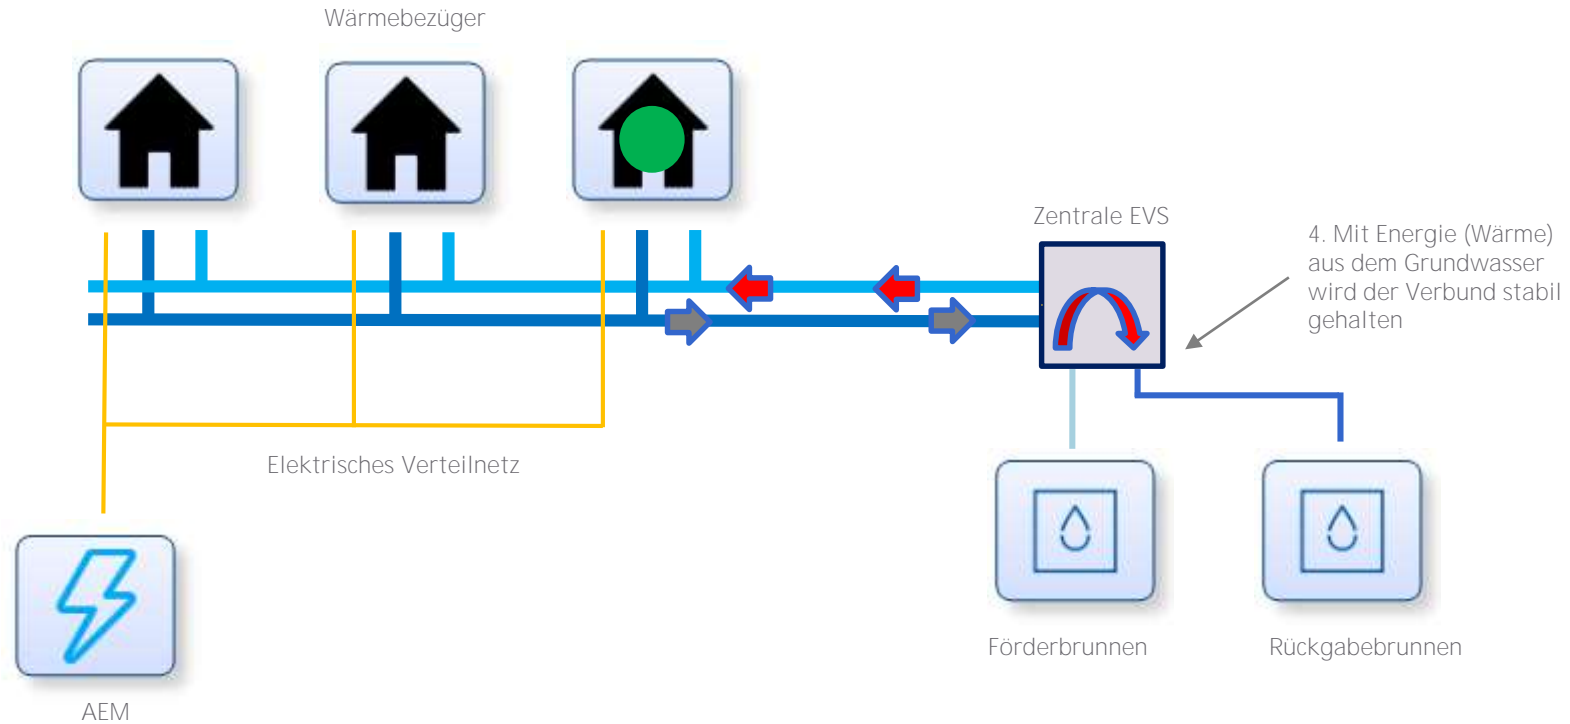 Wärmebezüger
Zentrale EVS
4. Mit Energie (Wärme)
aus dem Grundwasser
wird der Verbund stabil
gehalten
Elektrisches Verteilnetz
Förderbrunnen
Rückgabebrunnen
AEM